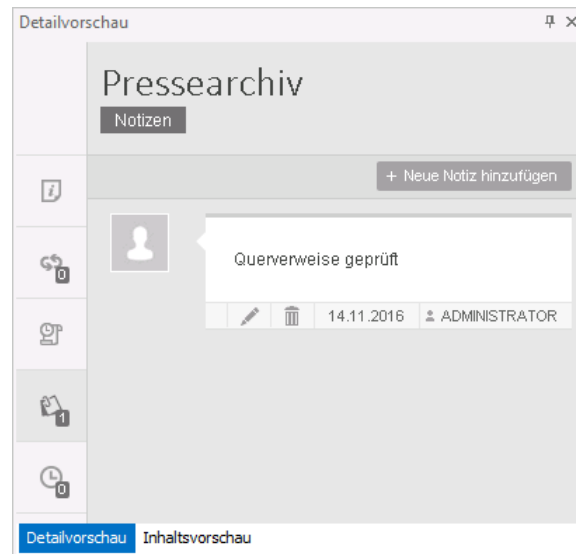 Detailvorschau
Pressearchiv
Notizen
+ Neue Notiz hinzufügen
0
Querverweise geprüft
14.11.2016 ADMINISTRATOR
1
0
Detailvorschau Inhaltsvorschau